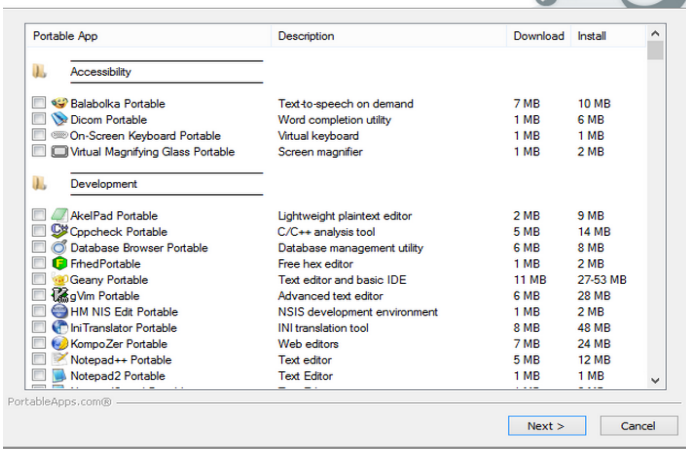 Portable App Description Download Install
Accessibility
Balabolka Portable Text-to-speech on demand 7 MB 10 MB
Dicom Portable Word completion utility 1 MB 6 MB
On-Screen Keyboard Portable Virtual keyboard 1 MB 1 MB
Virtual Magnifying Glass Portable Screen magnifier 1 MB 2 MB
Development
AkelPad Portable Lightweight plaintext editor 2 MB 9 MB
Cppcheck Portable C/C++ analysis tool 5 MB 14 MB
Database Browser Portable Database management utility 6 MB 8 MB
FrhedPortable Free hex editor 1 MB 2 MB
Geany Portable Text editor and basic IDE 11 MB 27-53 MB
gVim Portable Advanced text editor 6 MB 28 MB
HM NIS Edit Portable NSIS development environment 1 MB 2 MB
IniTranslator Portable INI translation tool 8 MB 48 MB
KompoZer Portable Web editors 7 MB 24 MB
Notepad++ Portable Text editor 5 MB 12 MB
Notepad2 Portable Text Editor 1 MB 1 MB
PortableApps.com®
Next > Cancel